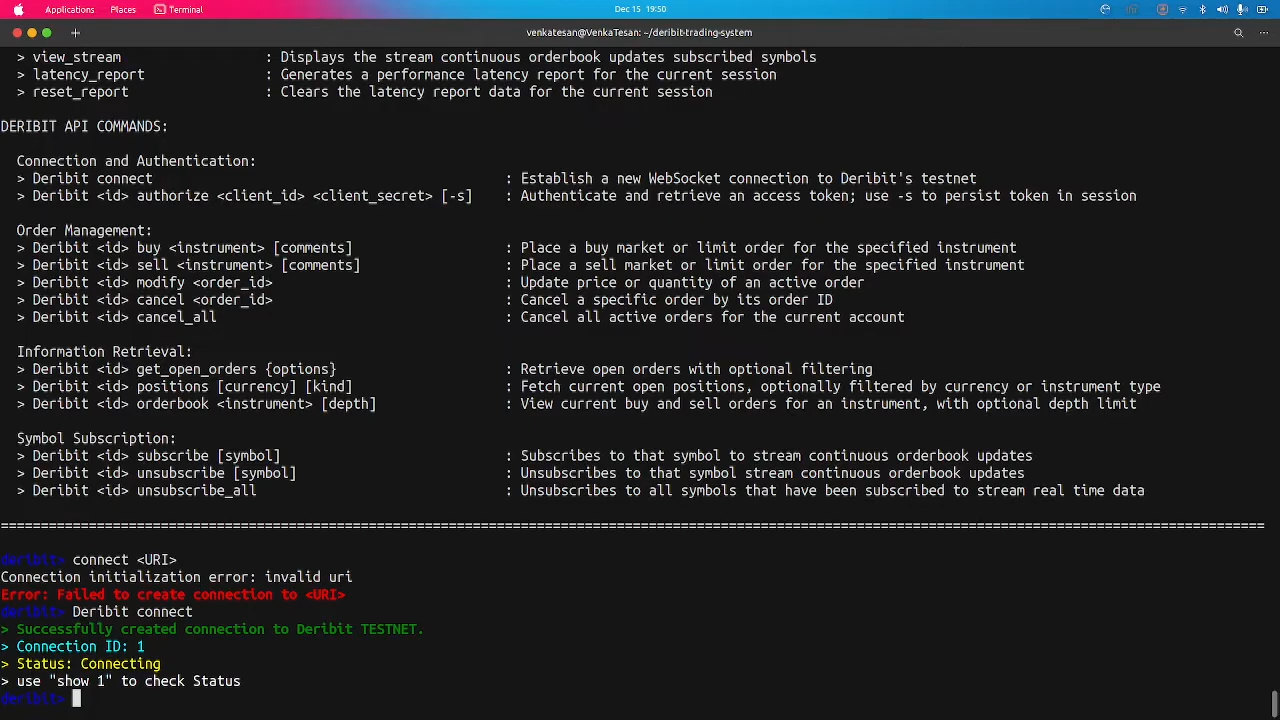 Applications Places Terminal Dec 15 19:50
venkatesan@VenkaTesan: ~/deribit-trading-system
> view_stream : Displays the stream continuous orderbook updates subscribed symbols
> latency_report : Generates a performance latency report for the current session
> reset_report : Clears the latency report data for the current session
DERIBIT API COMMANDS:
Connection and Authentication:
> Deribit connect : Establish a new WebSocket connection to Deribit's testnet
> Deribit <id> authorize <client_id> <client_secret> [-s] : Authenticate and retrieve an access token; use -s to persist token in session
Order Management:
> Deribit <id> buy <instrument> [comments] : Place a buy market or limit order for the specified instrument
> Deribit <id> sell <instrument> [comments] : Place a sell market or limit order for the specified instrument
> Deribit <id> modify <order_id> : Update price or quantity of an active order
> Deribit <id> cancel <order_id> : Cancel a specific order by its order ID
> Deribit <id> cancel_all : Cancel all active orders for the current account
Information Retrieval:
> Deribit <id> get_open_orders {options} : Retrieve open orders with optional filtering
> Deribit <id> positions [currency] [kind] : Fetch current open positions, optionally filtered by currency or instrument type
> Deribit <id> orderbook <instrument> [depth] : View current buy and sell orders for an instrument, with optional depth limit
Symbol Subscription:
> Deribit <id> subscribe [symbol] : Subscribes to that symbol to stream continuous orderbook updates
> Deribit <id> unsubscribe [symbol] : Unsubscribes to that symbol stream continuous orderbook updates
> Deribit <id> unsubscribe_all : Unsubscribes to all symbols that have been subscribed to stream real time data
==============================================================================================================================================================
deribit> connect <URI>
Connection initialization error: invalid uri
Error: Failed to create connection to <URI>
deribit> Deribit connect
> Successfully created connection to Deribit TESTNET.
> Connection ID: 1
> Status: Connecting
> use "show 1" to check Status
deribit>